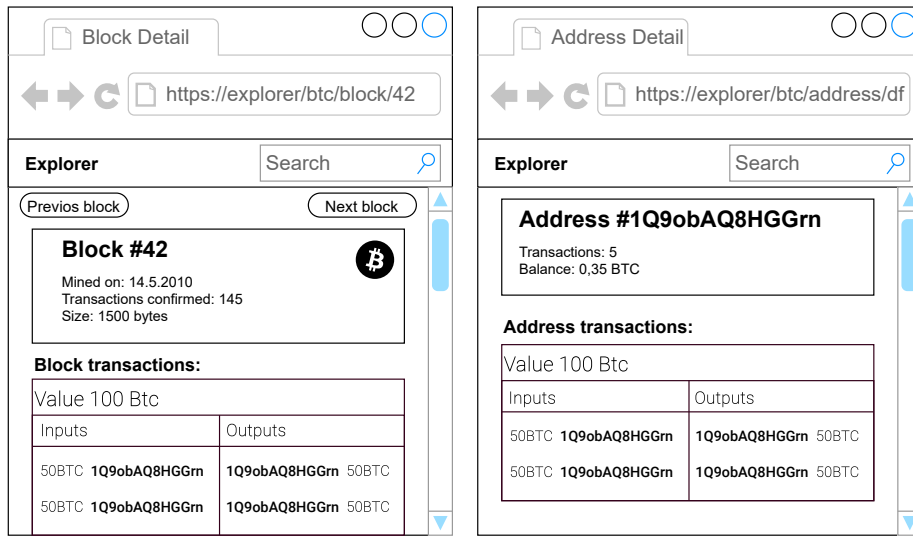 Block Detail
https://explorer/btc/block/42
Explorer
Search
Previos block
Next block
Block #42
Mined on: 14.5.2010
Transactions confirmed: 145
Size: 1500 bytes
Block transactions:
Value 100 Btc
Inputs Outputs
50BTC 1Q9obAQ8HGGrn 1Q9obAQ8HGGrn 50BTC
50BTC 1Q9obAQ8HGGrn 1Q9obAQ8HGGrn 50BTC
Address Detail
https://explorer/btc/address/df
Explorer
Search
Address #1Q9obAQ8HGGrn
Transactions: 5
Balance: 0,35 BTC
Address transactions:
Value 100 Btc
Inputs Outputs
50BTC 1Q9obAQ8HGGrn 1Q9obAQ8HGGrn 50BTC
50BTC 1Q9obAQ8HGGrn 1Q9obAQ8HGGrn 50BTC